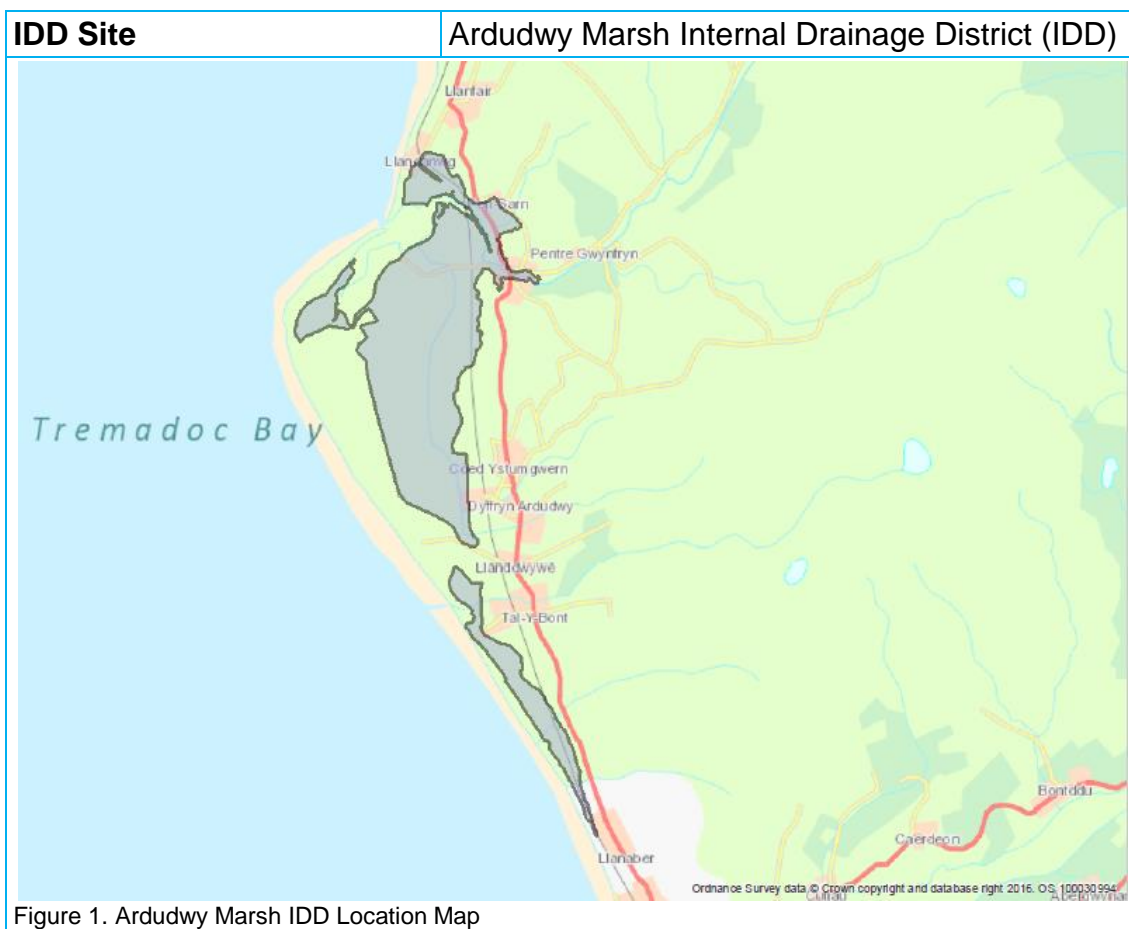 IDD Site
Ardudwy Marsh Internal Drainage District (IDD)
Llanfair
Pentre Gwynfryn
Tremadoc Bay
Coed Ystumgwern
Dyffryn Ardudwy
Llanddwywe
Tal-Y-Bont
Bontddu
Caerdeon
Llanaber
Ordnance Survey data © Crown copyright and database right 2016. OS 100030994
Figure 1. Ardudwy Marsh IDD Location Map